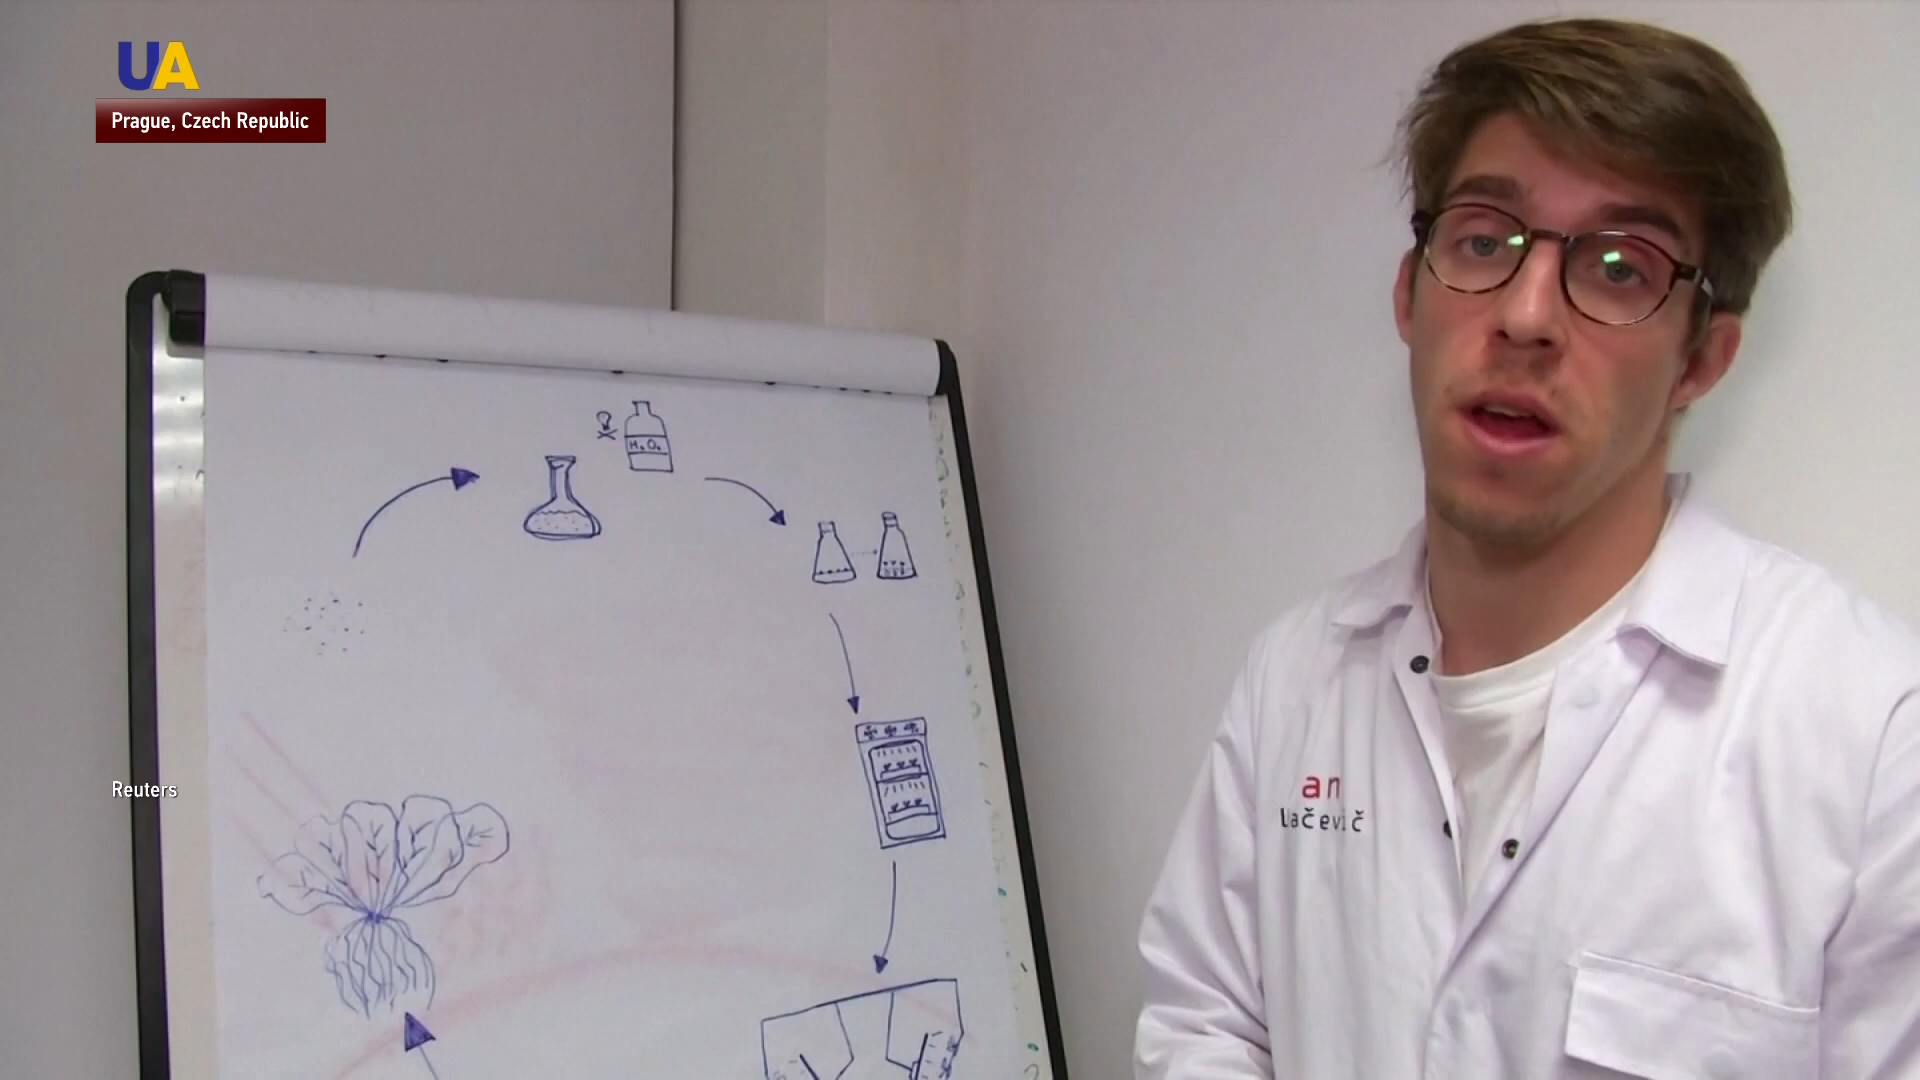 UA
Prague, Czech Republic
H₂O₂
Reuters
an
Lačevič